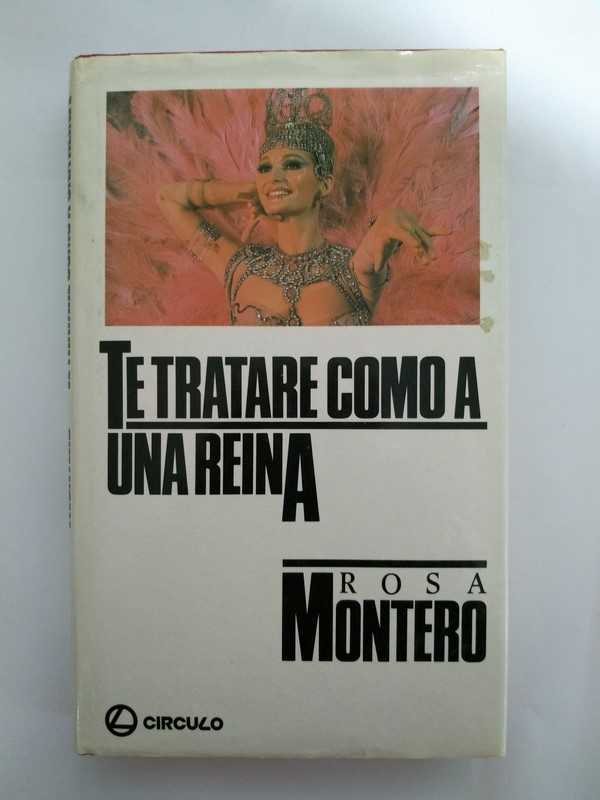 TE TRATARE COMO A
UNA REINA
ROSA
MONTERO
CIRCULO